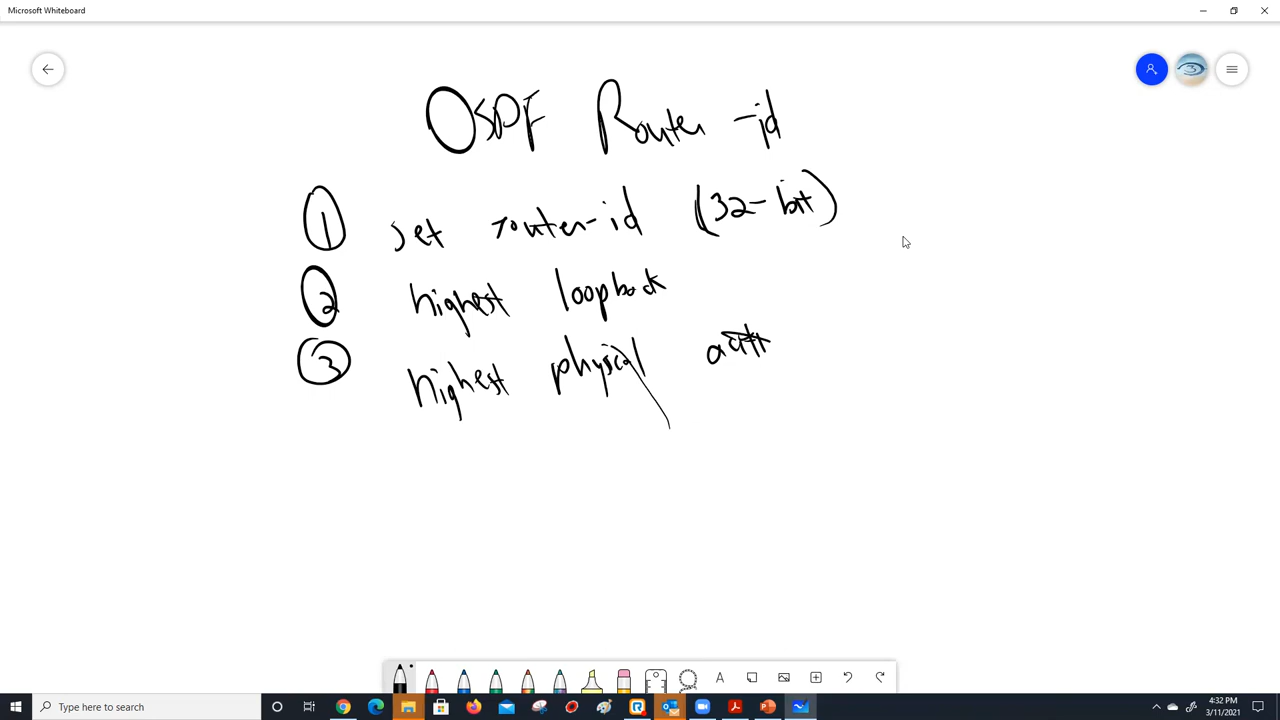 Microsoft Whiteboard
OSPF Router-id
1 set router-id (32-bit)
2 highest loopback
3 highest physical
A
Type here to search
4:32 PM
3/11/2021